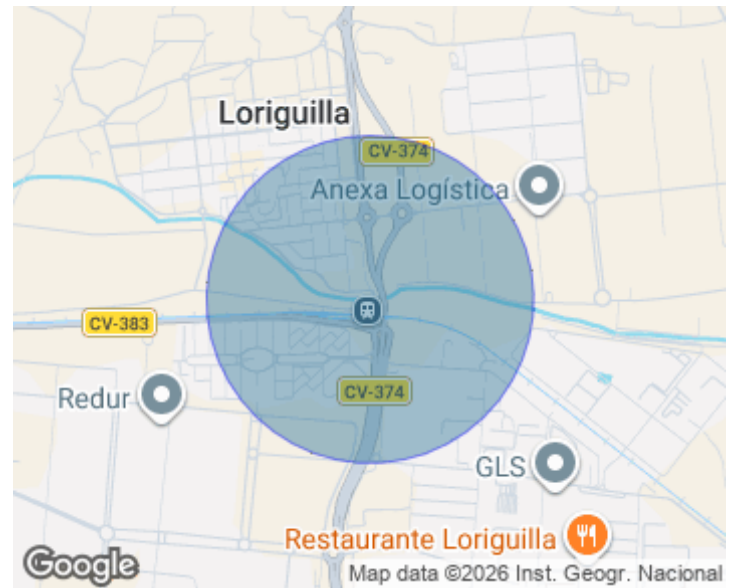 Loriguilla
CV-374
Anexa Logística
CV-383
CV-374
Redur
GLS
Restaurante Loriguilla
Google
Map data ©2026 Inst. Geogr. Nacional